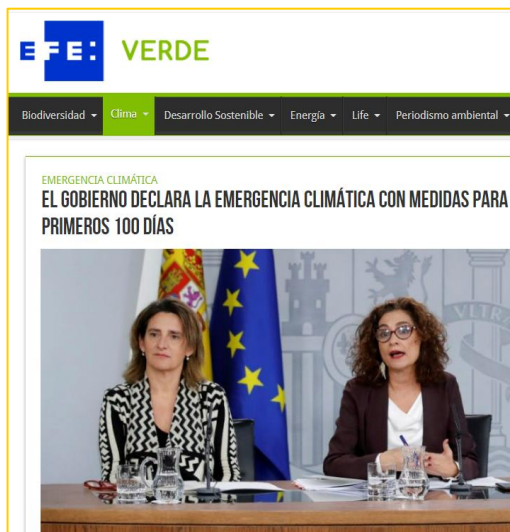 EFE: VERDE
Biodiversidad Clima Desarrollo Sostenible Energía Life Periodismo ambiental
EMERGENCIA CLIMÁTICA
EL GOBIERNO DECLARA LA EMERGENCIA CLIMÁTICA CON MEDIDAS PARA
PRIMEROS 100 DÍAS